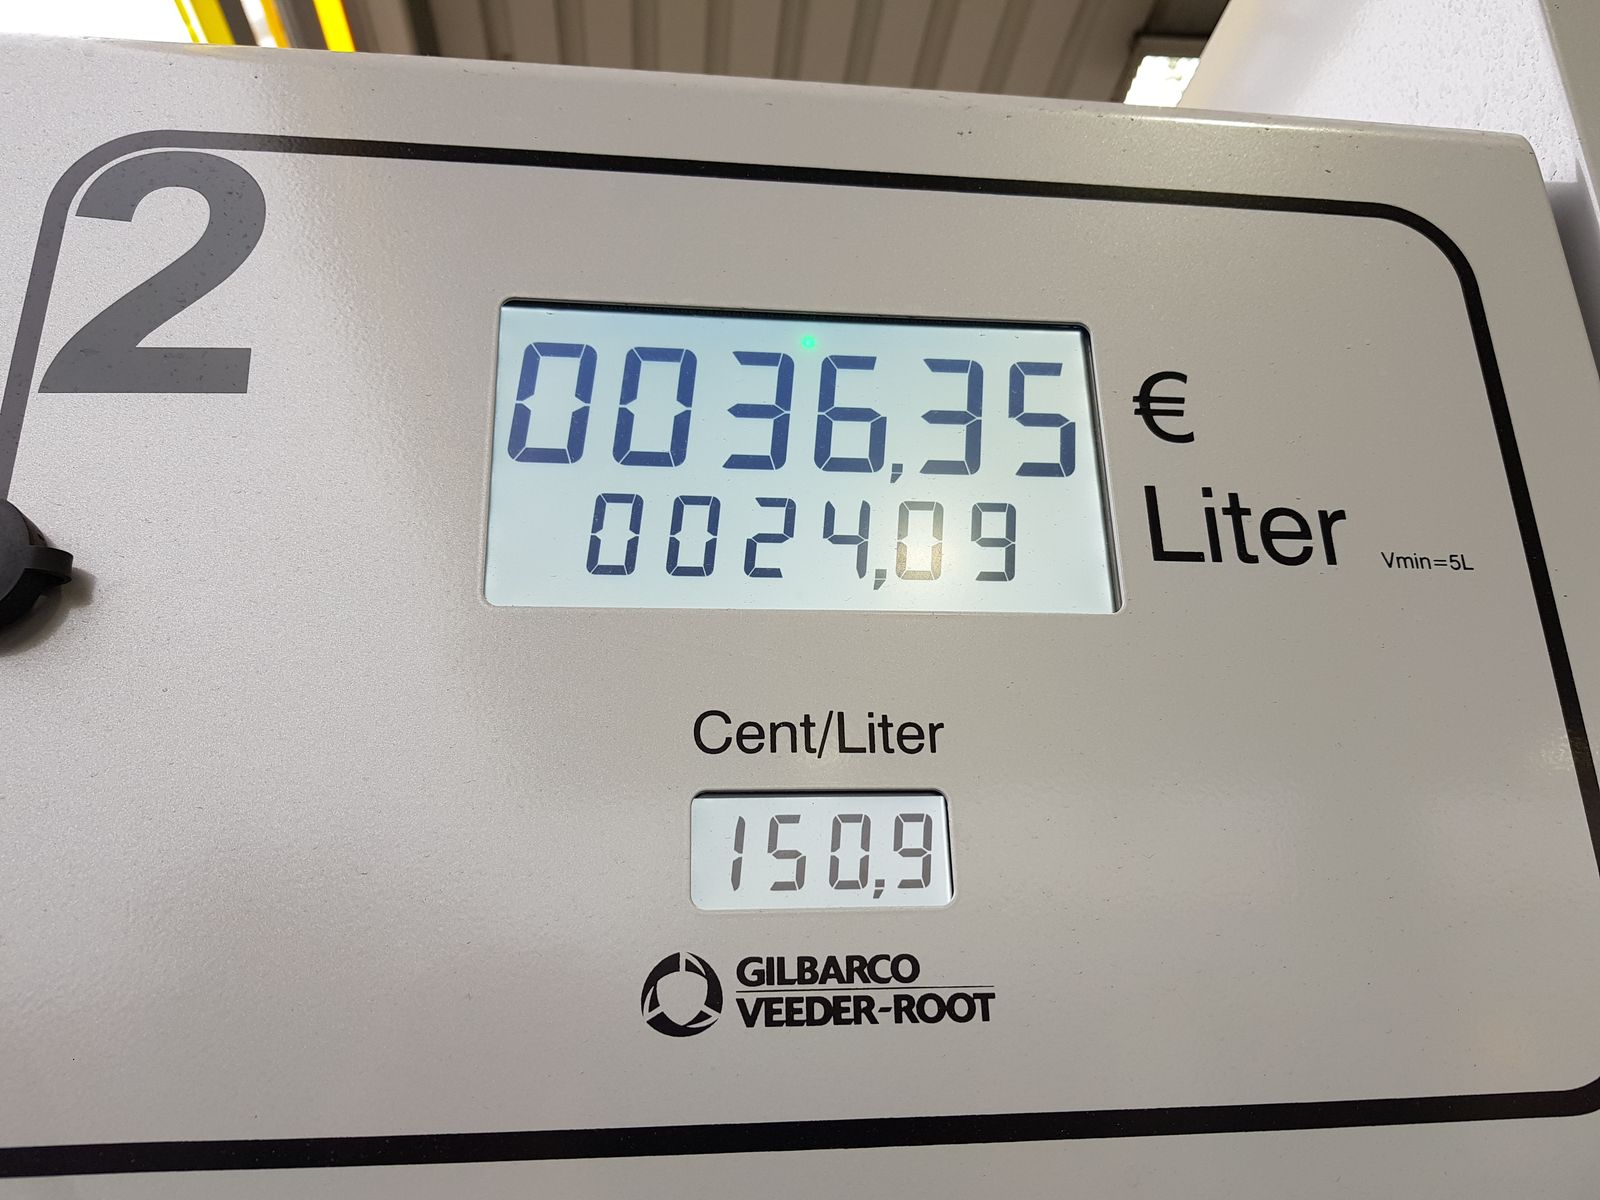 2
0036,35 €
0024,09 Liter Vmin=5L
Cent/Liter
150,9
GILBARCO
VEEDER-ROOT